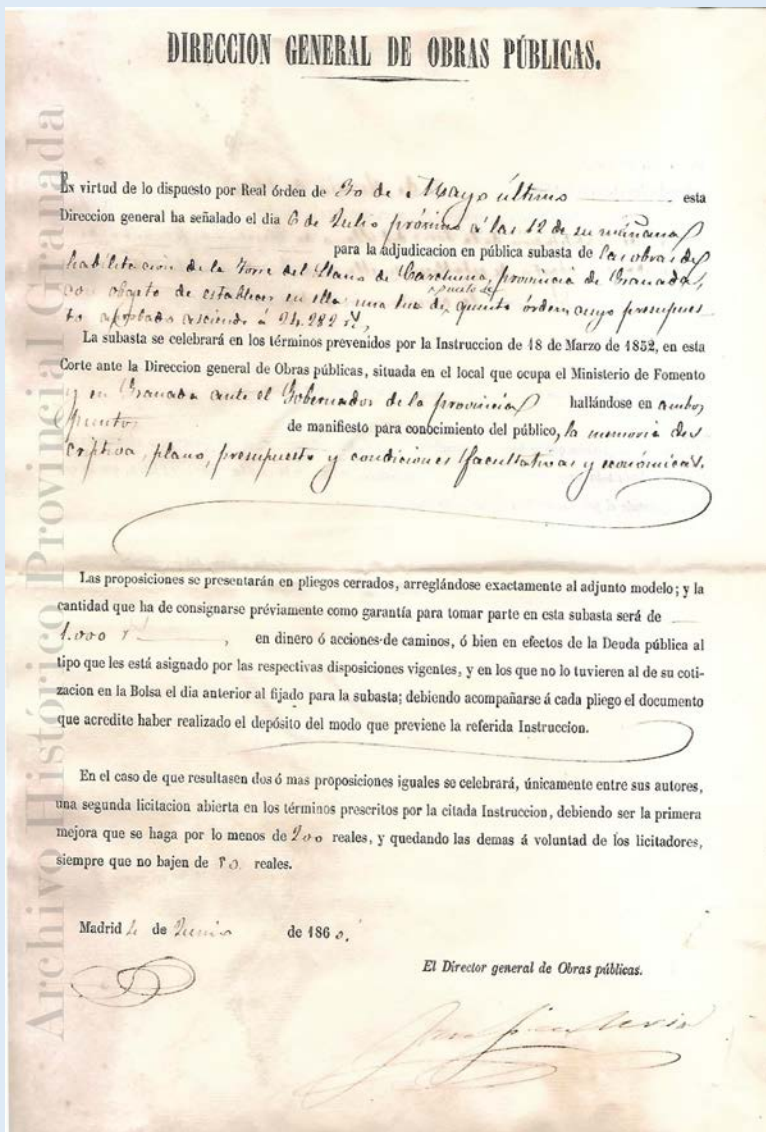 DIRECCION GENERAL DE OBRAS PÚBLICAS.
En virtud de lo dispuesto por Real órden de 30 de Mayo último esta
Direccion general ha señalado el dia 6 de Julio próximo á las 12 de su mañana
para la adjudicacion en pública subasta de las obras de
habilitacion de la Torre del Llano de Carchuna, provincia de Granada,
con objeto de establecer en ella una luz de
quinto órden cuyo presupues-
to aprobado asciende á 24.282
La subasta se celebrará en los términos prevenidos por la Instruccion de 18 de Marzo de 1852, en esta
Corte ante la Direccion general de Obras públicas, situada en el local que ocupa el Ministerio de Fomento
y en Granada ante el Gobernador de la provincia hallándose en ambos
puntos de manifiesto para conocimiento del público, la memoria des
criptiva, plano, presupuesto y condiciones facultativas y económicas.
Las proposiciones se presentarán en pliegos cerrados, arreglándose exactamente al adjunto modelo; y la
cantidad que ha de consignarse préviamente como garantía para tomar parte en esta subasta será de
1.000 , en dinero ó acciones de caminos, ó bien en efectos de la Deuda pública al
tipo que les está asignado por las respectivas disposiciones vigentes, y en los que no lo tuvieren al de su coti-
zacion en la Bolsa el dia anterior al fijado para la subasta; debiendo acompañarse á cada pliego el documento
que acredite haber realizado el depósito del modo que previene la referida Instruccion.
En el caso de que resultasen dos ó mas proposiciones iguales se celebrará, únicamente entre sus autores,
una segunda licitacion abierta en los términos prescritos por la citada Instruccion, debiendo ser la primera
mejora que se haga por lo menos de 200 reales, y quedando las demas á voluntad de los licitadores,
siempre que no bajen de reales.
Madrid 4 de Junio de 1860.
El Director general de Obras públicas.
Archivo Histórico Provincial Granada